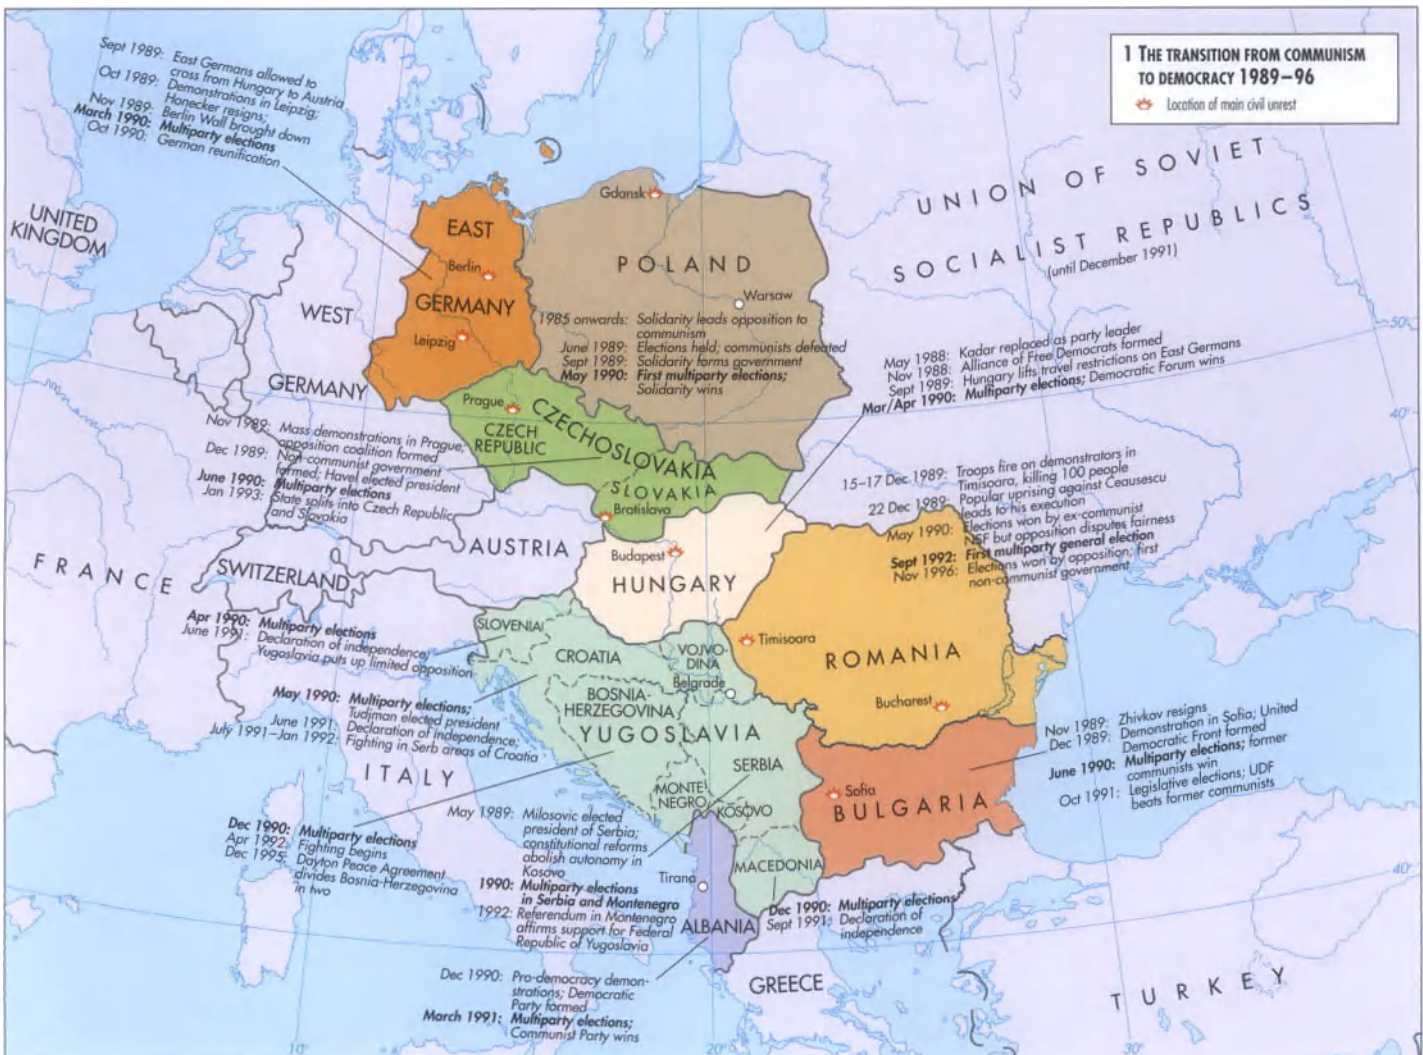 1 THE TRANSITION FROM COMMUNISM
TO DEMOCRACY 1989–96
Location of main civil unrest
Sept 1989: East Germans allowed to
cross from Hungary to Austria
Oct 1989: Demonstrations in Leipzig;
Honecker resigns;
Nov 1989: Berlin Wall brought down
March 1990: Multiparty elections
Oct 1990: German reunification
UNION OF SOVIET
SOCIALIST REPUBLICS
(until December 1991)
UNITED
KINGDOM
Gdansk
EAST
GERMANY
Berlin
Leipzig
POLAND
Warsaw
1985 onwards: Solidarity leads opposition to
communism
June 1989: Elections held; communists defeated
Sept 1989: Solidarity forms government
May 1990: First multiparty elections;
Solidarity wins
WEST
GERMANY
May 1988: Kadar replaced as party leader
Nov 1988: Alliance of Free Democrats formed
Sept 1989: Hungary lifts travel restrictions on East Germans
Mar/Apr 1990: Multiparty elections; Democratic Forum wins
50°
40°
Prague
CZECH
REPUBLIC
CZECHOSLOVAKIA
SLOVAKIA
Bratislava
Nov 1989: Mass demonstrations in Prague,
opposition coalition formed
Dec 1989: Non-communist government
formed; Havel elected president
June 1990: Multiparty elections
Jan 1993: State splits into Czech Republic
and Slovakia
15–17 Dec 1989: Troops fire on demonstrators in
Timisoara, killing 100 people
22 Dec 1989: Popular uprising against Ceausescu
leads to his execution
May 1990: Elections won by ex-communist
NSF but opposition disputes fairness
Sept 1992: First multiparty general election
Nov 1996: Elections won by opposition; first
non-communist government
FRANCE
SWITZERLAND
AUSTRIA
Budapest
HUNGARY
Apr 1990: Multiparty elections
June 1991: Declaration of independence;
Yugoslavia puts up limited opposition
SLOVENIA
CROATIA
VOJVO-
DINA
Belgrade
Timisoara
ROMANIA
Bucharest
BOSNIA-
HERZEGOVINA
YUGOSLAVIA
SERBIA
MONTE
NEGRO
KOSOVO
MACEDONIA
May 1990: Multiparty elections;
Tudjman elected president
June 1991: Declaration of independence;
July 1991–Jan 1992: Fighting in Serb areas of Croatia
ITALY
Nov 1989: Zhivkov resigns
Dec 1989: Demonstration in Sofia; United
Democratic Front formed
June 1990: Multiparty elections; former
communists win
Oct 1991: Legislative elections; UDF
beats former communists
Sofia
BULGARIA
Dec 1990: Multiparty elections
Apr 1992: Fighting begins
Dec 1995: Dayton Peace Agreement
divides Bosnia-Herzegovina
in two
May 1989: Milosovic elected
president of Serbia;
constitutional reforms
abolish autonomy in
Kosovo
1990: Multiparty elections
in Serbia and Montenegro
1992: Referendum in Montenegro
affirms support for Federal
Republic of Yugoslavia
Tirana
ALBANIA
Dec 1990: Multiparty elections
Sept 1991: Declaration of
independence
Dec 1990: Pro-democracy demon-
strations; Democratic
Party formed
March 1991: Multiparty elections;
Communist Party wins
GREECE
TURKEY
40°
10°
20°
30°